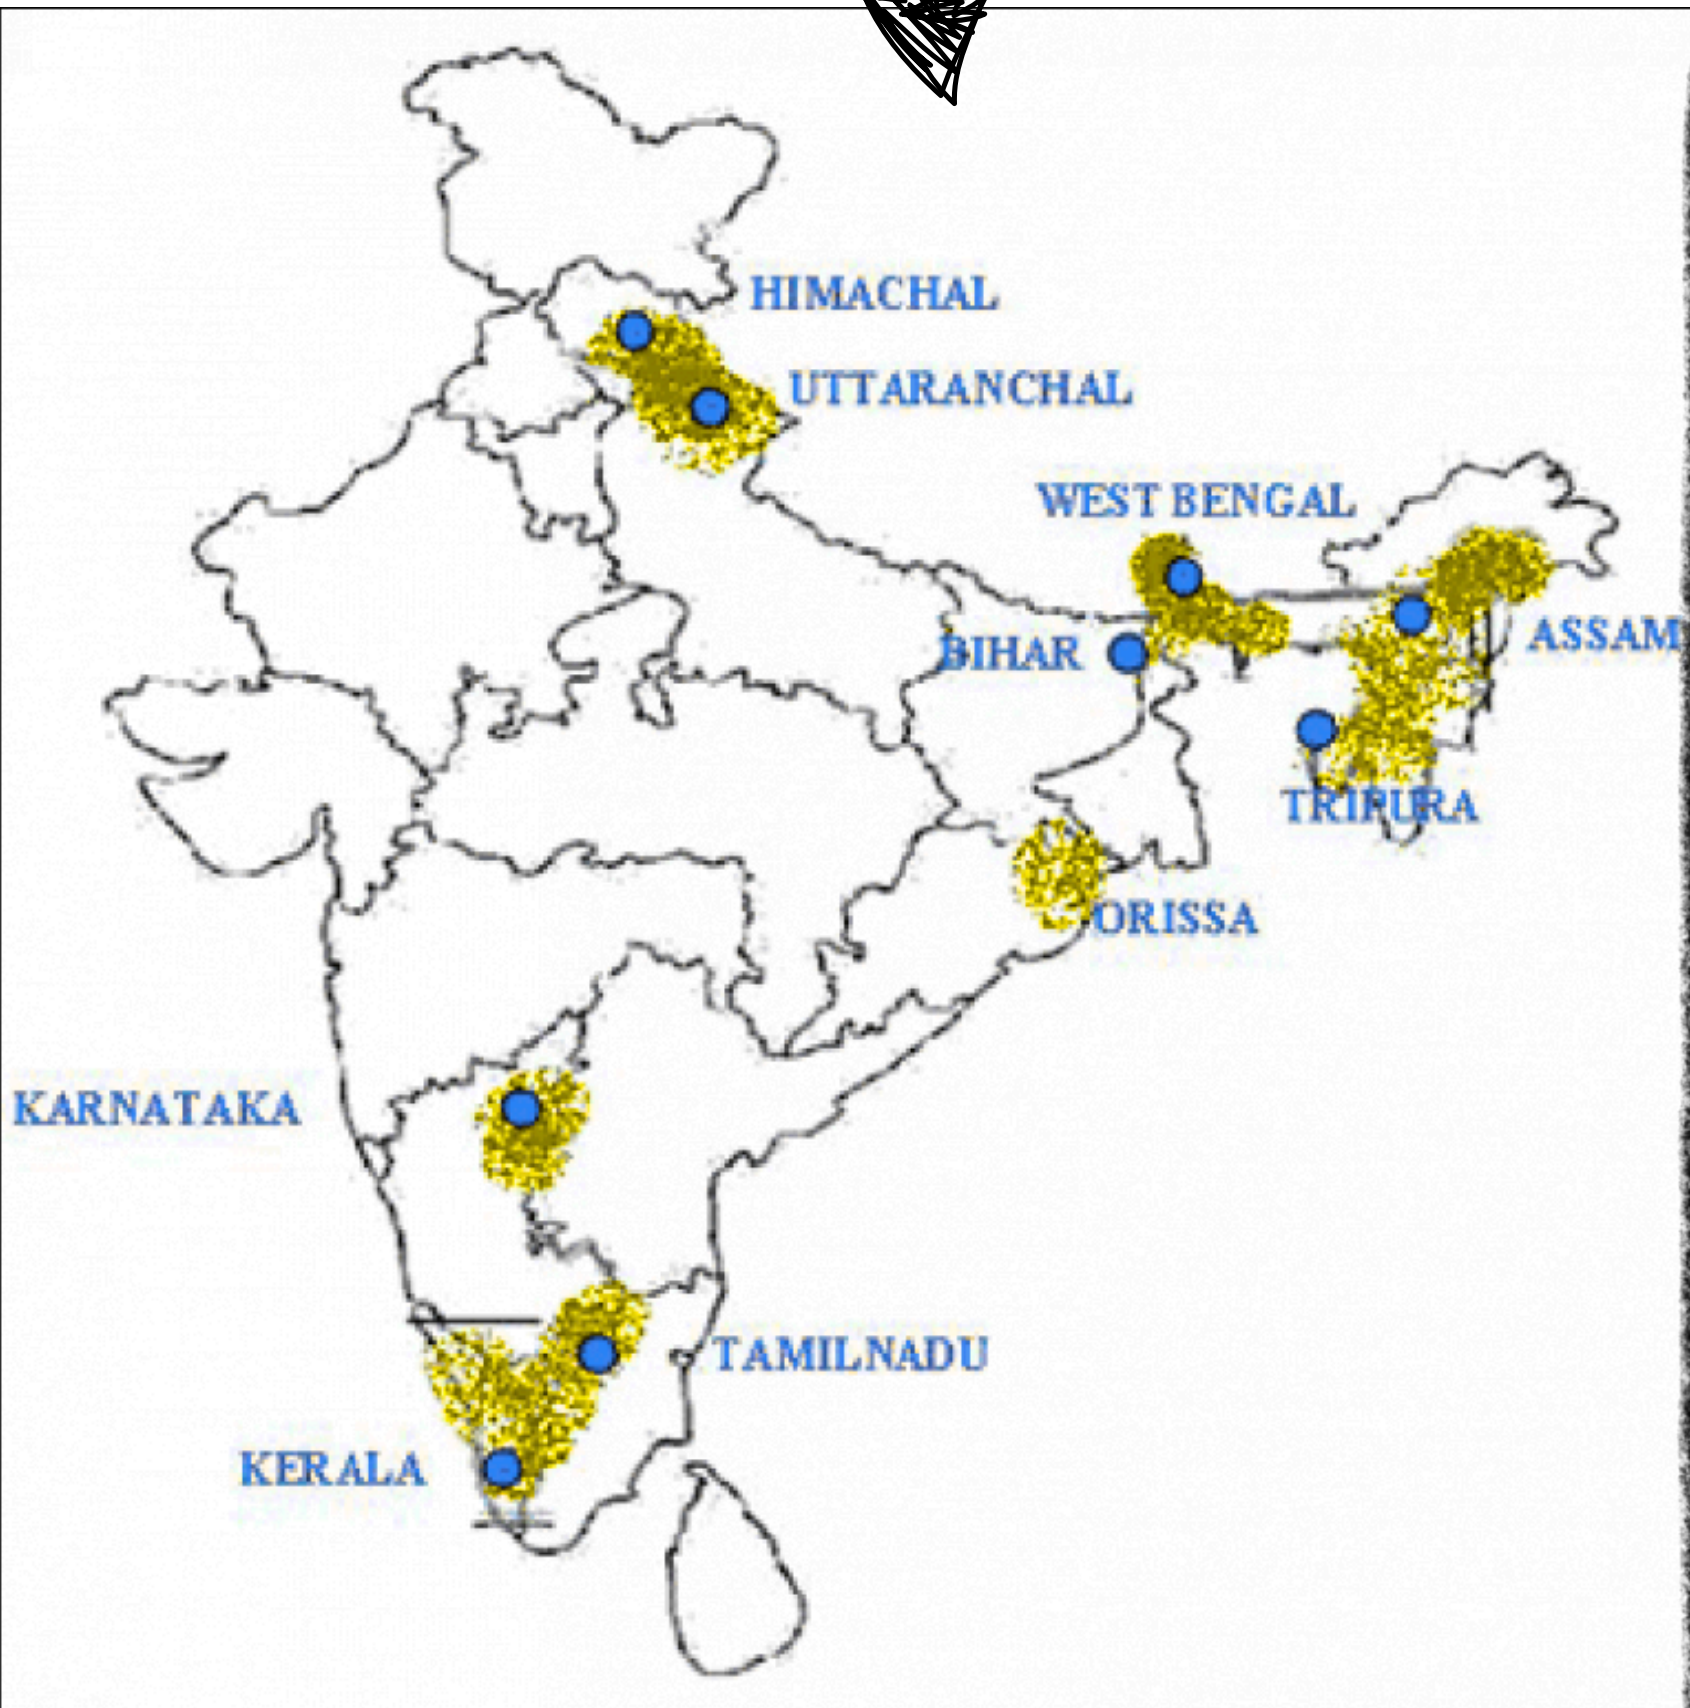 HIMACHAL
UTTARANCHAL
WEST BENGAL
ASSAM
BIHAR
TRIPURA
ORISSA
KARNATAKA
TAMILNADU
KERALA